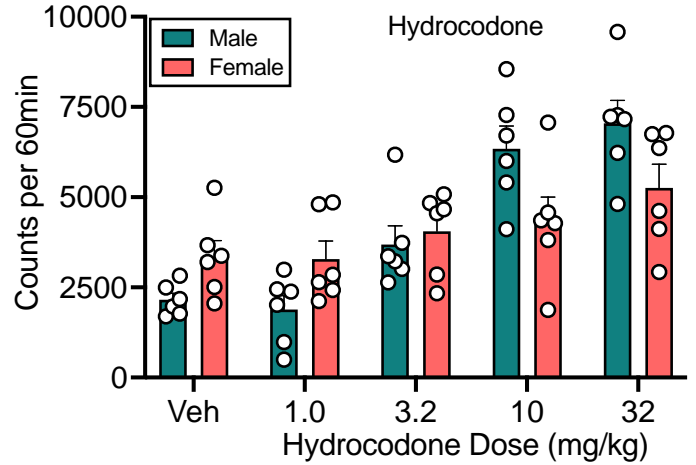 Hydrocodone
Male
Female
Counts per 60min
10000
7500
5000
2500
0
Veh 1.0 3.2 10 32
Hydrocodone Dose (mg/kg)